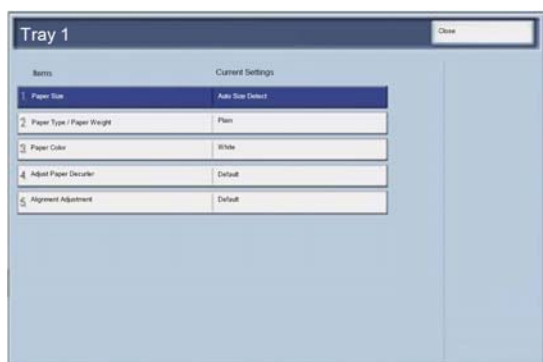 Tray 1
Close
Items Current Settings
1 Paper Size Auto Size Detect
2 Paper Type / Paper Weight Plain
3 Paper Color White
4 Adjust Paper Decurler Default
5 Alignment Adjustment Default